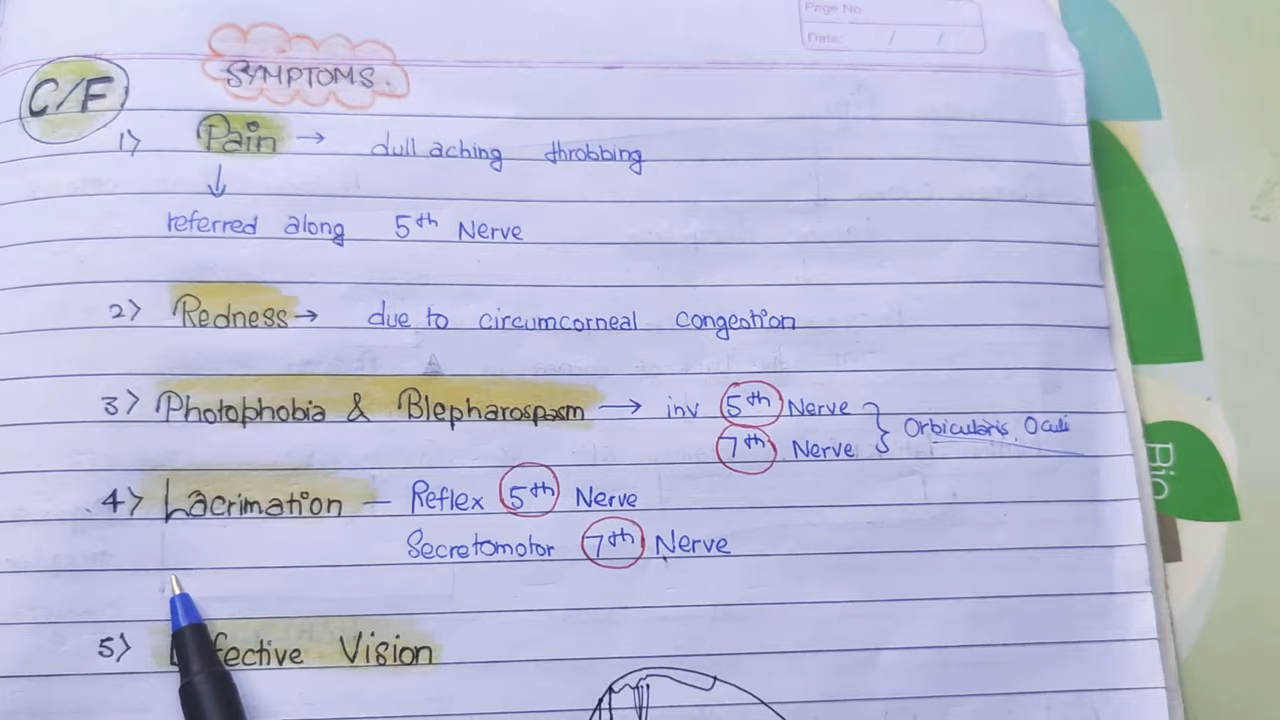 Page No
Date: / /
SYMPTOMS.
C/F
1) Pain → dull aching throbbing
↓
referred along 5th Nerve
2) Redness → due to circumcorneal congestion
3) Photophobia & Blepharospasm → inv 5th Nerve
7th Nerve } Orbicularis Oculi
4) Lacrimation - Reflex 5th Nerve
Secretomotor 7th Nerve
5) fective Vision
Bio